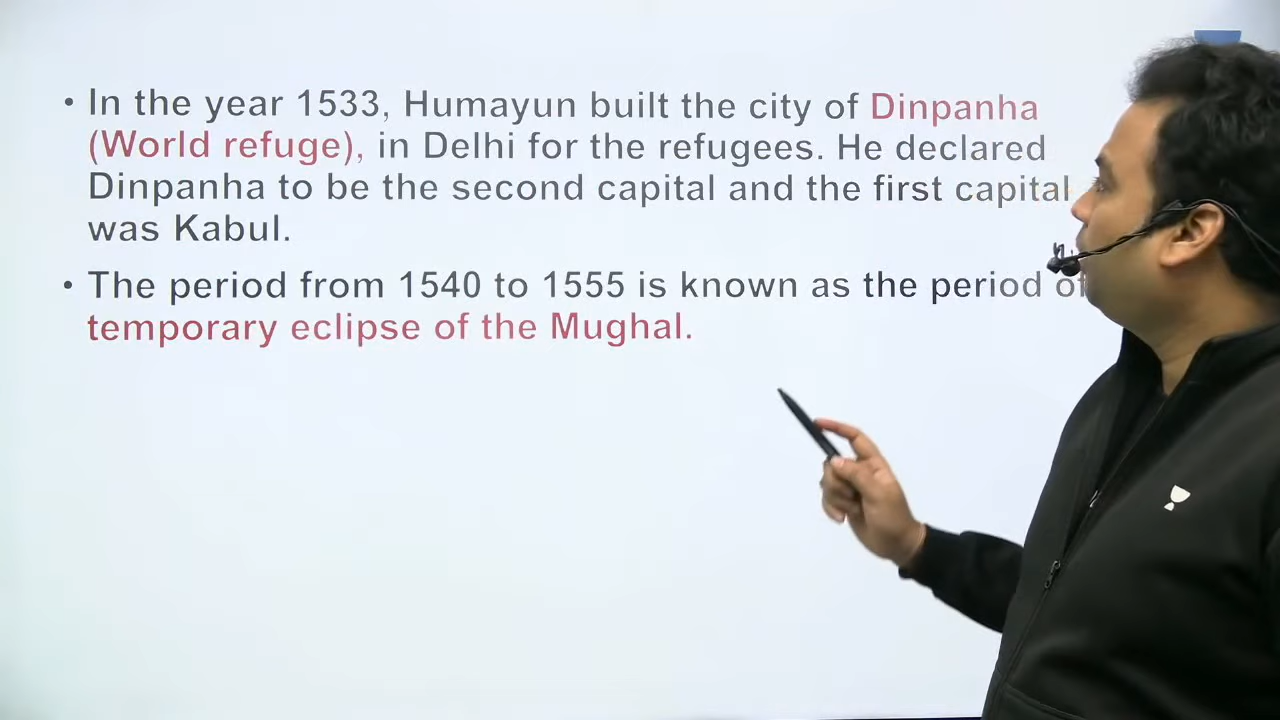 • In the year 1533, Humayun built the city of Dinpanha
(World refuge), in Delhi for the refugees. He declared
Dinpanha to be the second capital and the first capital
was Kabul.
• The period from 1540 to 1555 is known as the period of
temporary eclipse of the Mughal.